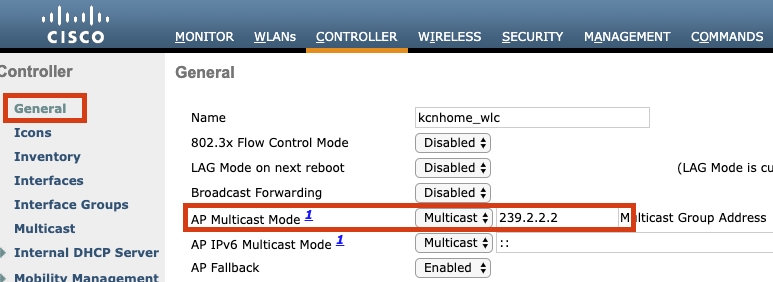 CISCO
MONITOR WLANs CONTROLLER WIRELESS SECURITY MANAGEMENT COMMANDS
Controller
General
Icons
Inventory
Interfaces
Interface Groups
Multicast
Internal DHCP Server
Mobility Management
General
Name kcnhome_wlc
802.3x Flow Control Mode Disabled
LAG Mode on next reboot Disabled (LAG Mode is cu
Broadcast Forwarding Disabled
AP Multicast Mode 1 Multicast 239.2.2.2 Multicast Group Address
AP IPv6 Multicast Mode 1 Multicast ::
AP Fallback Enabled